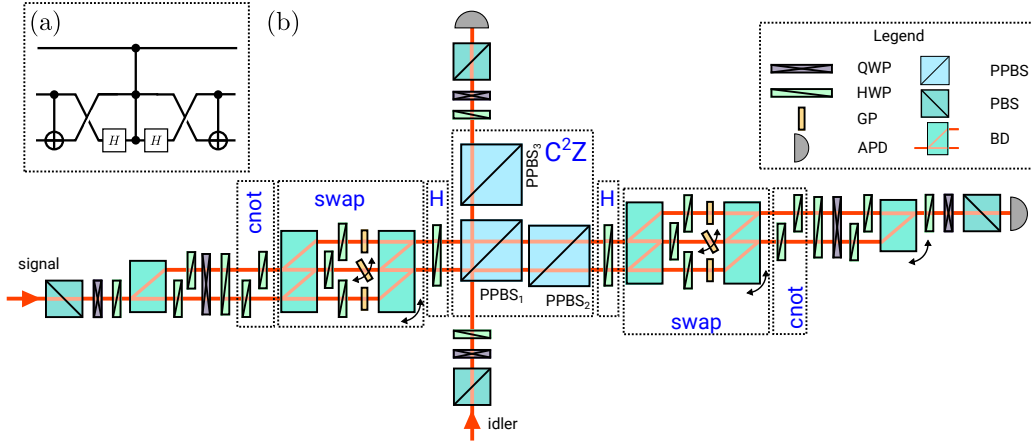 (a)
H
H
(b)
signal
cnot
swap
H
C²Z
PPBS₃
PPBS₁
PPBS₂
idler
H
swap
cnot
Legend
QWP
HWP
GP
APD
PPBS
PBS
BD